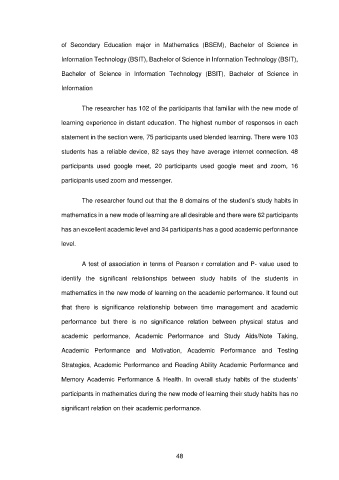 of Secondary Education major in Mathematics (BSEM), Bachelor of Science in
Information Technology (BSIT), Bachelor of Science in Information Technology (BSIT),
Bachelor of Science in Information Technology (BSIT), Bachelor of Science in
Information
The researcher has 102 of the participants that familiar with the new mode of
learning experience in distant education. The highest number of responses in each
statement in the section were, 75 participants used blended learning. There were 103
students has a reliable device, 82 says they have average internet connection. 48
participants used google meet, 20 participants used google meet and zoom, 16
participants used zoom and messenger.
The researcher found out that the 8 domains of the student's study habits in
mathematics in a new mode of learning are all desirable and there were 62 participants
has an excellent academic level and 34 participants has a good academic performance
level.
A test of association in terms of Pearson r correlation and P- value used to
identify the significant relationships between study habits of the students in
mathematics in the new mode of learning on the academic performance. It found out
that there is significance relationship between time management and academic
performance but there is no significance relation between physical status and
academic performance, Academic Performance and Study Aids/Note Taking,
Academic Performance and Motivation, Academic Performance and Testing
Strategies, Academic Performance and Reading Ability Academic Performance and
Memory Academic Performance & Health. In overall study habits of the students'
participants in mathematics during the new mode of learning their study habits has no
significant relation on their academic performance.
48